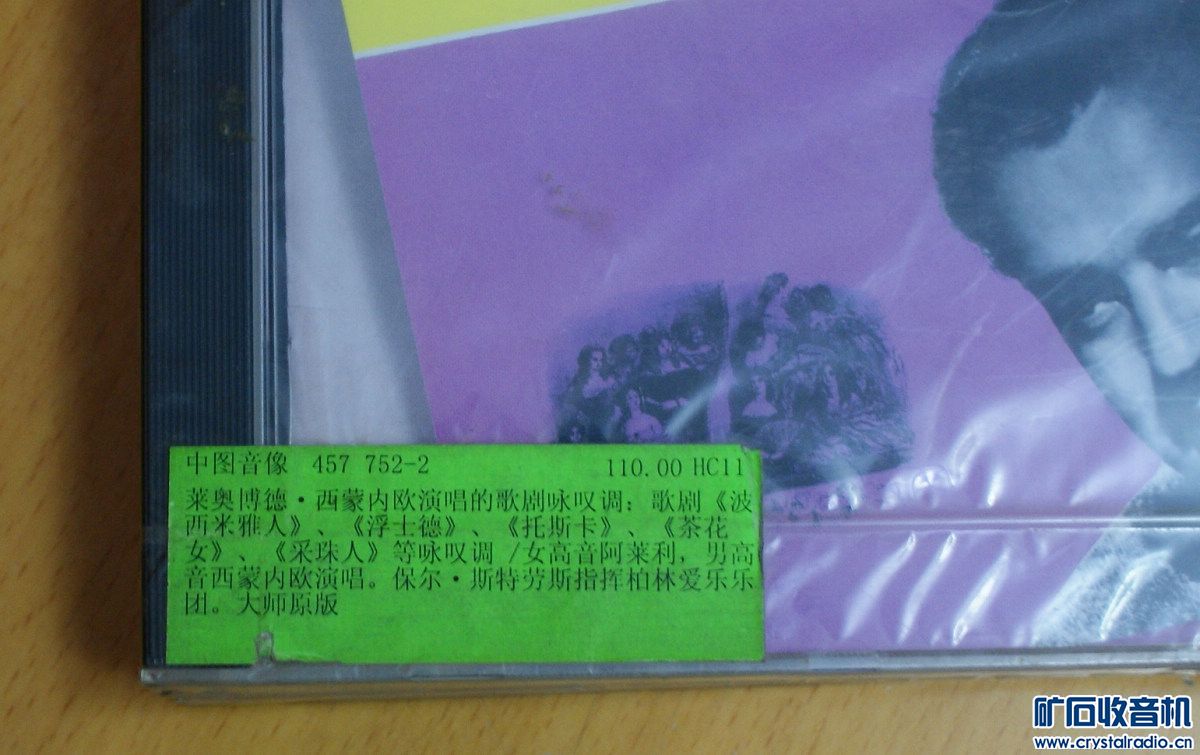 中图音像 457 752-2 110.00 HC11
莱奥博德·西蒙内欧演唱的歌剧咏叹调: 歌剧《波
西米雅人》、《浮士德》、《托斯卡》、《茶花
女》、《采珠人》等咏叹调 /女高音阿莱利, 男高
音西蒙内欧演唱。保尔·斯特劳斯指挥柏林爱乐乐
团。大师原版
矿石收音机
www.crystalradio.cn